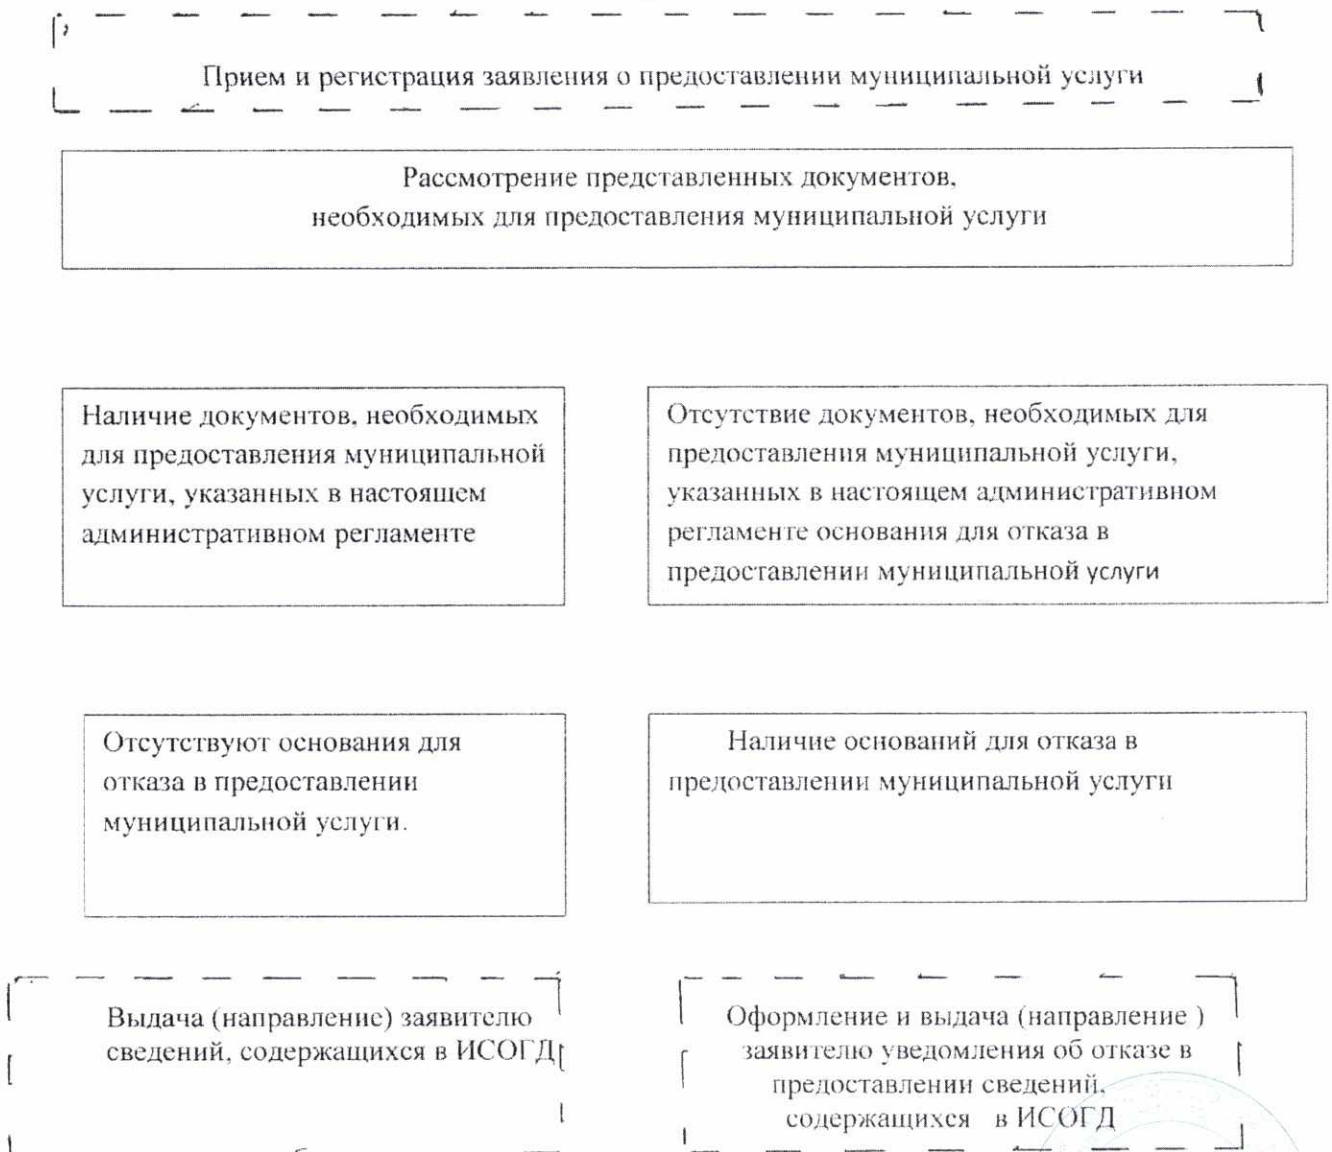 Прием и регистрация заявления о предоставлении муниципальной услуги
Рассмотрение представленных документов,
необходимых для предоставления муниципальной услуги
Наличие документов, необходимых
для предоставления муниципальной
услуги, указанных в настоящем
административном регламенте
Отсутствие документов, необходимых для
предоставления муниципальной услуги,
указанных в настоящем административном
регламенте основания для отказа в
предоставлении муниципальной услуги
Отсутствуют основания для
отказа в предоставлении
муниципальной услуги.
Наличие оснований для отказа в
предоставлении муниципальной услуги
Выдача (направление) заявителю
сведений, содержащихся в ИСОГД
Оформление и выдача (направление )
заявителю уведомления об отказе в
предоставлении сведений,
содержащихся в ИСОГД